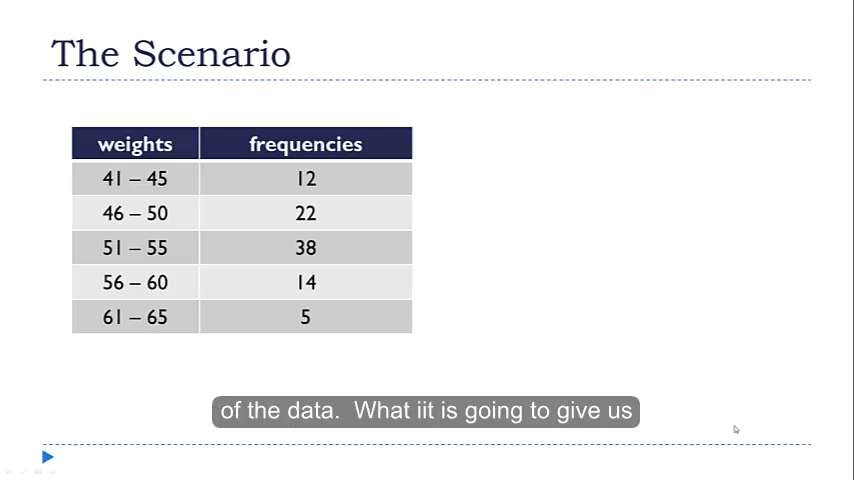 The Scenario
weights frequencies
41 – 45 12
46 – 50 22
51 – 55 38
56 – 60 14
61 – 65 5
of the data. What iit is going to give us